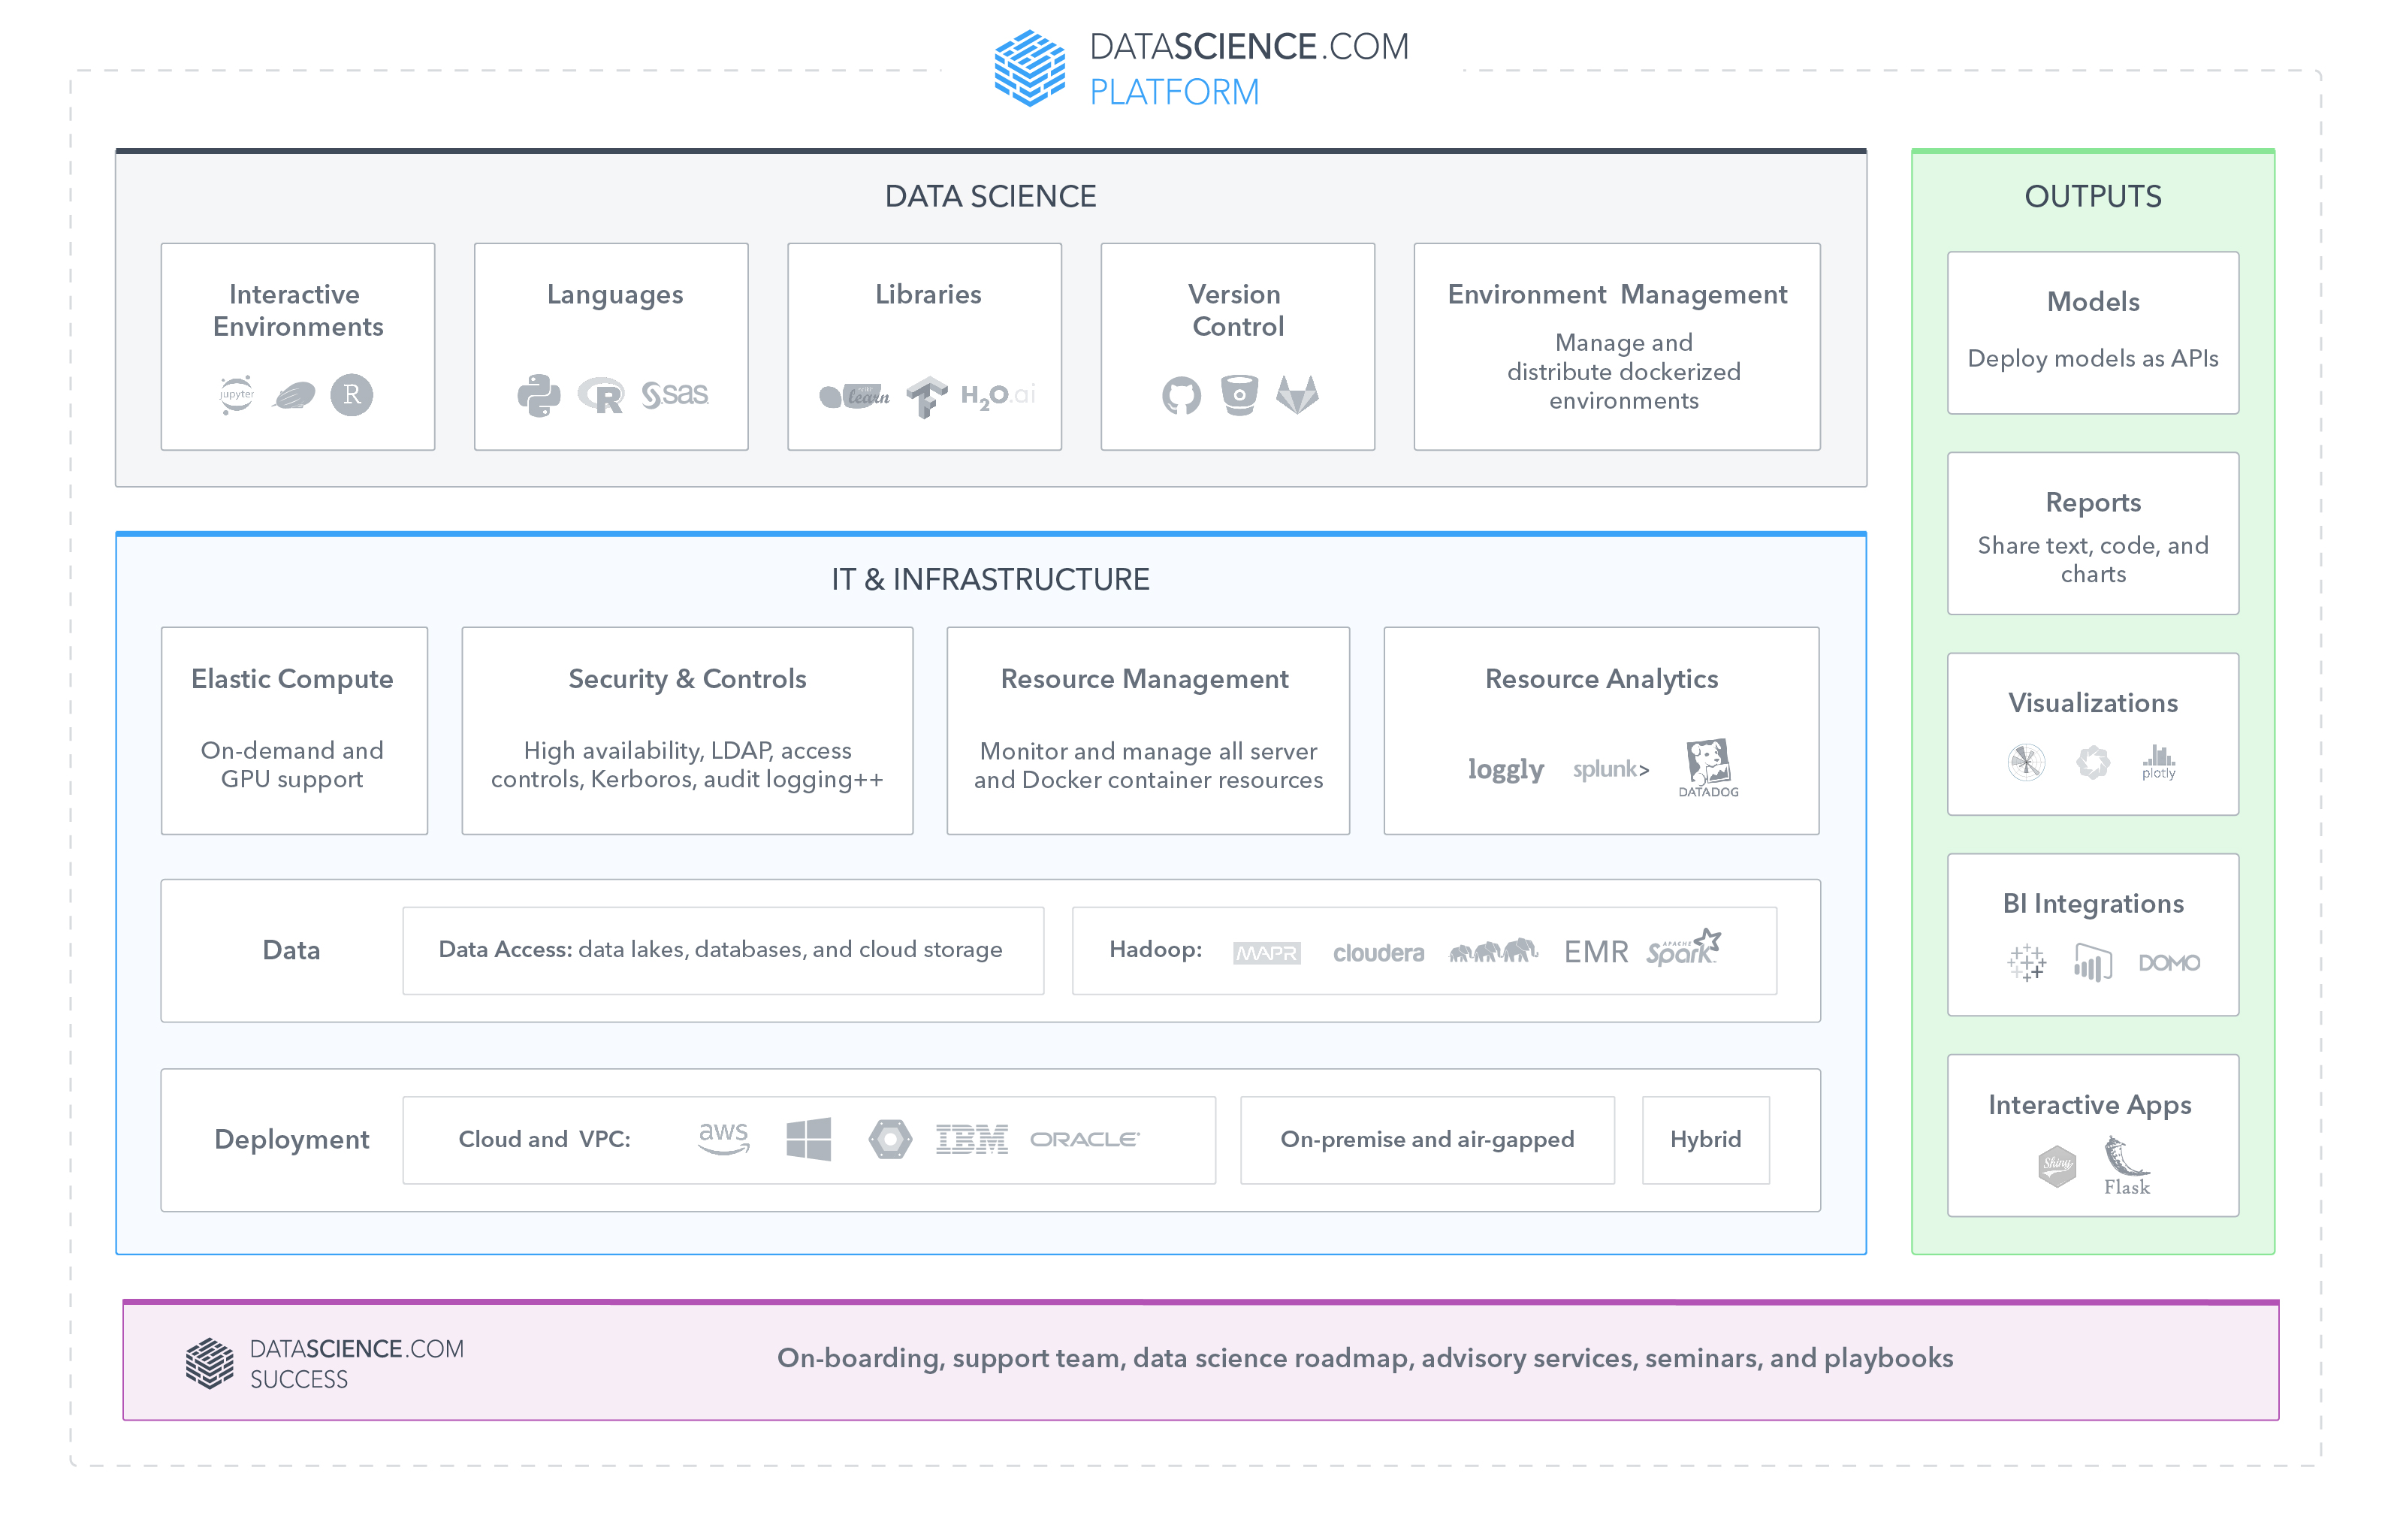 DATASCIENCE.COM
PLATFORM
DATA SCIENCE
Interactive
Environments
jupyter
R
Languages
R
sas
Libraries
learn
H2O.ai
Version
Control
Environment Management
Manage and
distribute dockerized
environments
IT & INFRASTRUCTURE
Elastic Compute
On-demand and
GPU support
Security & Controls
High availability, LDAP, access
controls, Kerboros, audit logging++
Resource Management
Monitor and manage all server
and Docker container resources
Resource Analytics
loggly
splunk>
DATADOG
Data
Data Access: data lakes, databases, and cloud storage
Hadoop:
MAPR
cloudera
EMR
APACHE
Spark
Deployment
Cloud and VPC:
aws
IBM
ORACLE
On-premise and air-gapped
Hybrid
OUTPUTS
Models
Deploy models as APIs
Reports
Share text, code, and
charts
Visualizations
plotly
BI Integrations
DOMO
Interactive Apps
Shiny
Flask
DATASCIENCE.COM
SUCCESS
On-boarding, support team, data science roadmap, advisory services, seminars, and playbooks